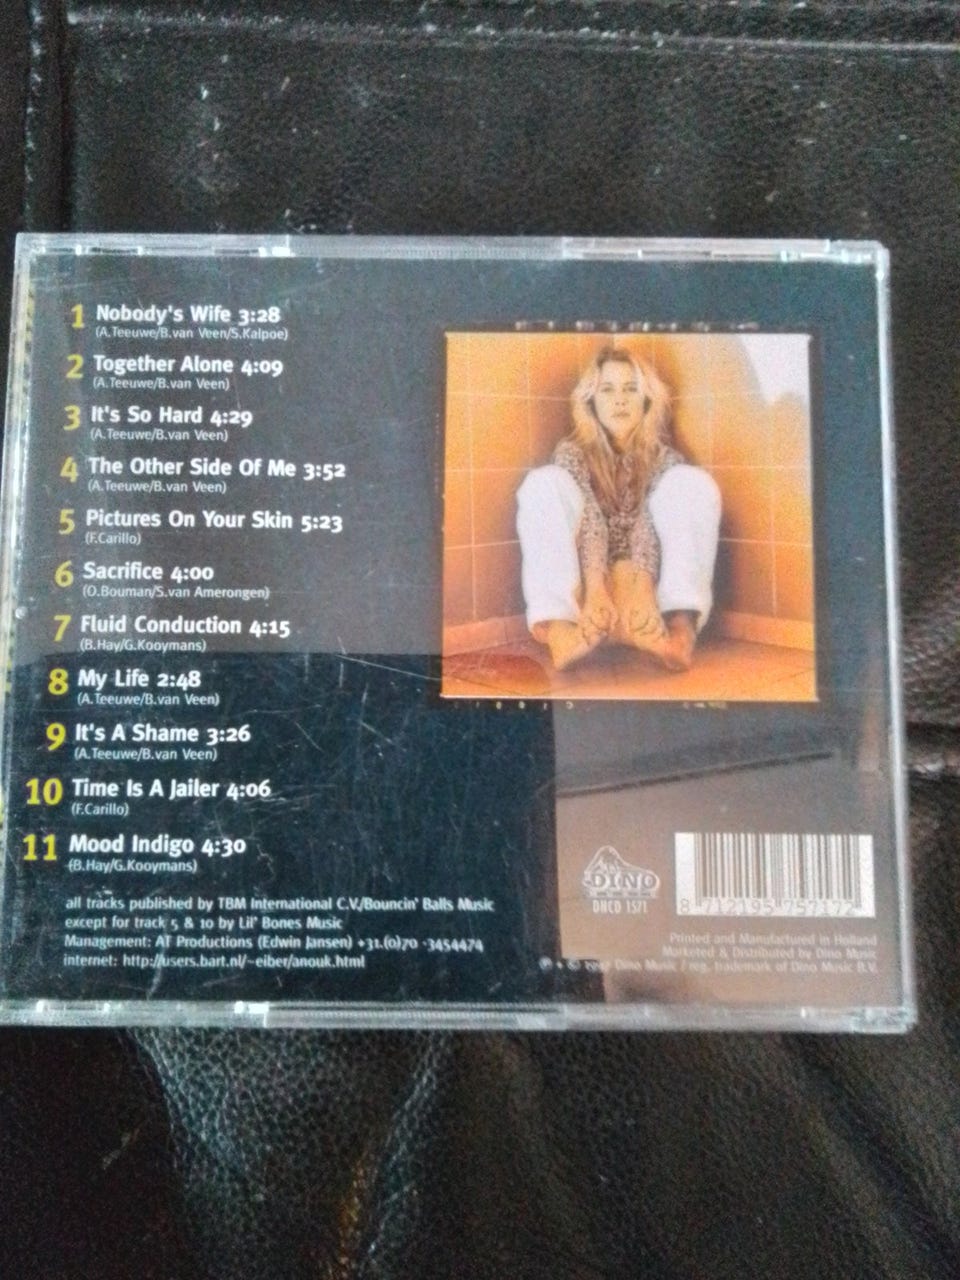 1 Nobody's Wife 3:28
(A.Teeuwe/B.van Veen/S.Kalpoe)
2 Together Alone 4:09
(A.Teeuwe/B.van Veen)
3 It's So Hard 4:29
(A.Teeuwe/B.van Veen)
4 The Other Side Of Me 3:52
(A.Teeuwe/B.van Veen)
5 Pictures On Your Skin 5:23
(F.Carillo)
6 Sacrifice 4:00
(O.Bouman/S.van Amerongen)
7 Fluid Conduction 4:15
(B.Hay/G.Kooymans)
8 My Life 2:48
(A.Teeuwe/B.van Veen)
9 It's A Shame 3:26
(A.Teeuwe/B.van Veen)
10 Time Is A Jailer 4:06
(F.Carillo)
11 Mood Indigo 4:30
(B.Hay/G.Kooymans)
all tracks published by TBM International C.V./Bouncin' Balls Music
except for track 5 & 10 by Lil' Bones Music
Management: AT Productions (Edwin Jansen) +31.(0)70 -3454474
internet: http://users.bart.nl/~eiber/anouk.html
DINO
DNCD 1571
8 712195 757172
Printed and Manufactured in Holland
Marketed & Distributed by Dino Music
℗ + © Dino Music / reg. trademark of Dino Music B.V.